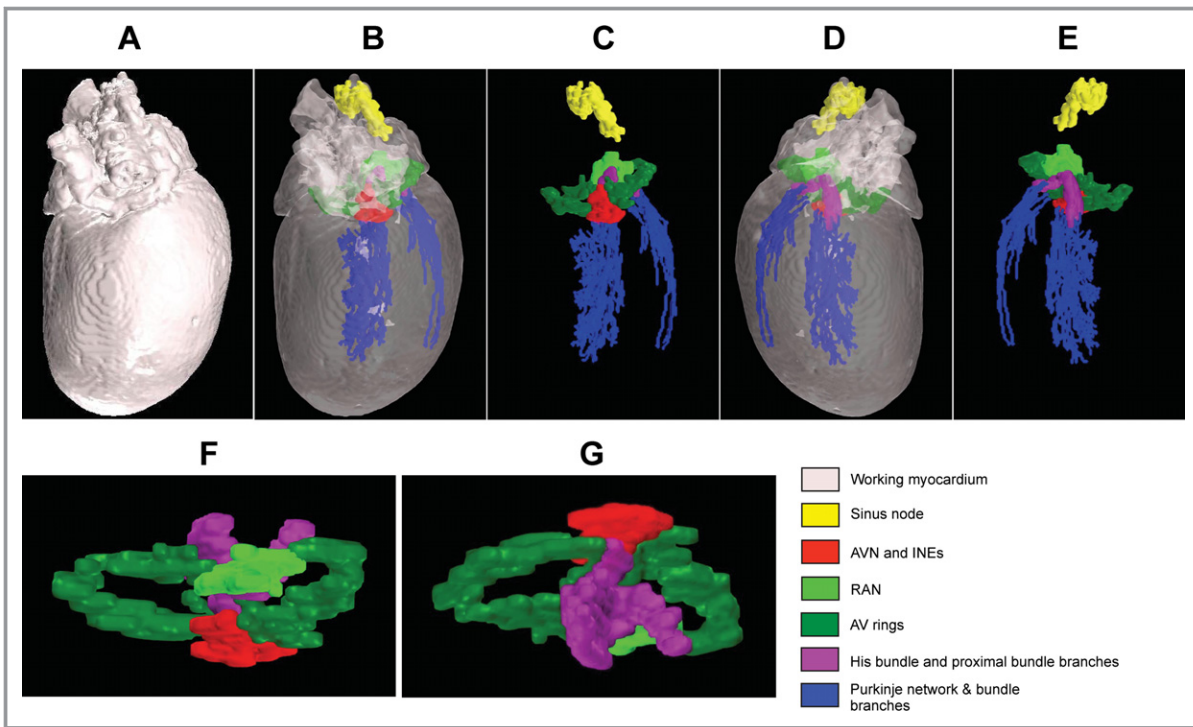 A
B
C
D
E
F
G
Working myocardium
Sinus node
AVN and INEs
RAN
AV rings
His bundle and proximal bundle branches
Purkinje network & bundle
branches